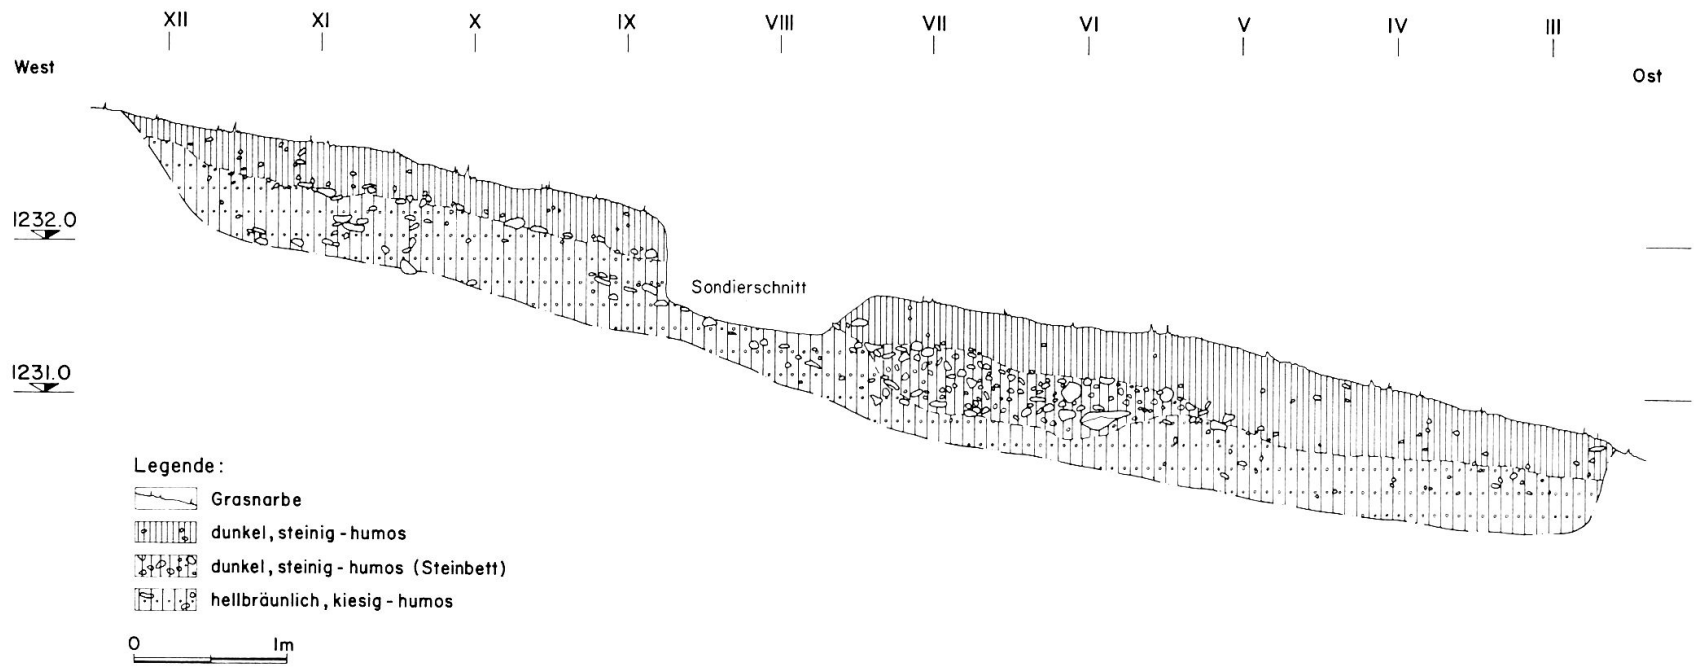 XII XI X IX VIII VII VI V IV III
West Ost
1232.0
Sondierschnitt
1231.0
Legende:
Grasnarbe
dunkel, steinig-humos
dunkel, steinig-humos (Steinbett)
hellbräunlich, kiesig-humos
0 1m